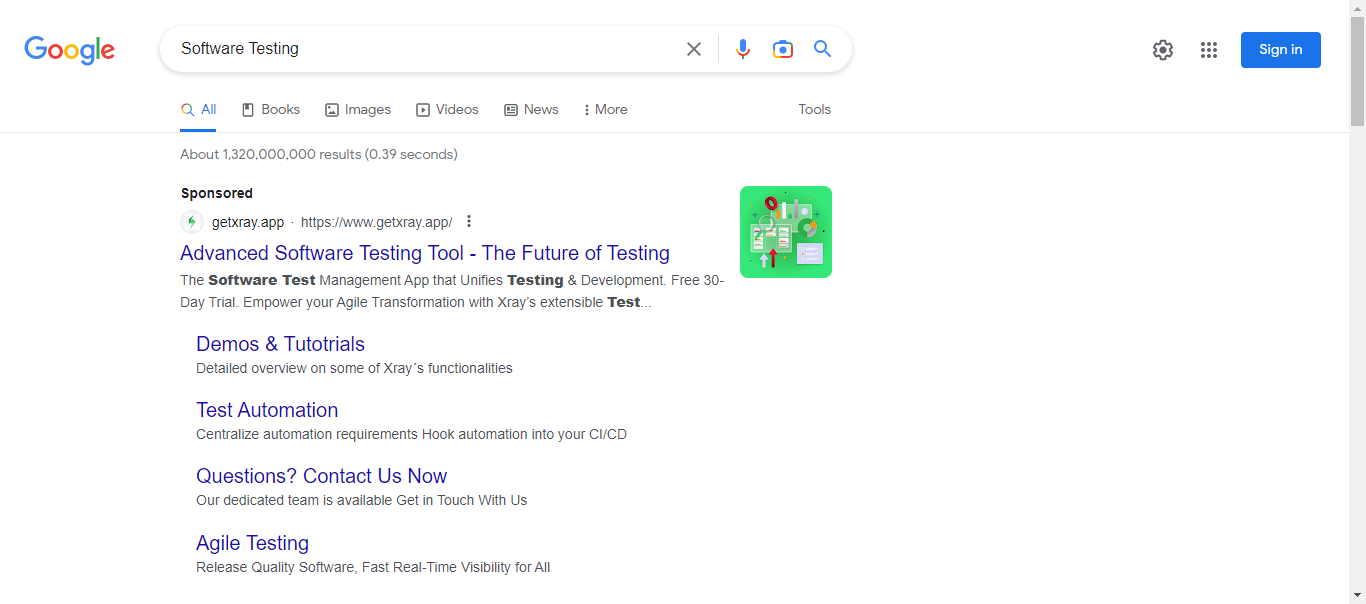 Google
Software Testing
Sign in
All Books Images Videos News More Tools
About 1,320,000,000 results (0.39 seconds)
Sponsored
getxray.app · https://www.getxray.app/
Advanced Software Testing Tool - The Future of Testing
The Software Test Management App that Unifies Testing & Development. Free 30-
Day Trial. Empower your Agile Transformation with Xray’s extensible Test...
Demos & Tutotrials
Detailed overview on some of Xray´s functionalities
Test Automation
Centralize automation requirements Hook automation into your CI/CD
Questions? Contact Us Now
Our dedicated team is available Get in Touch With Us
Agile Testing
Release Quality Software, Fast Real-Time Visibility for All